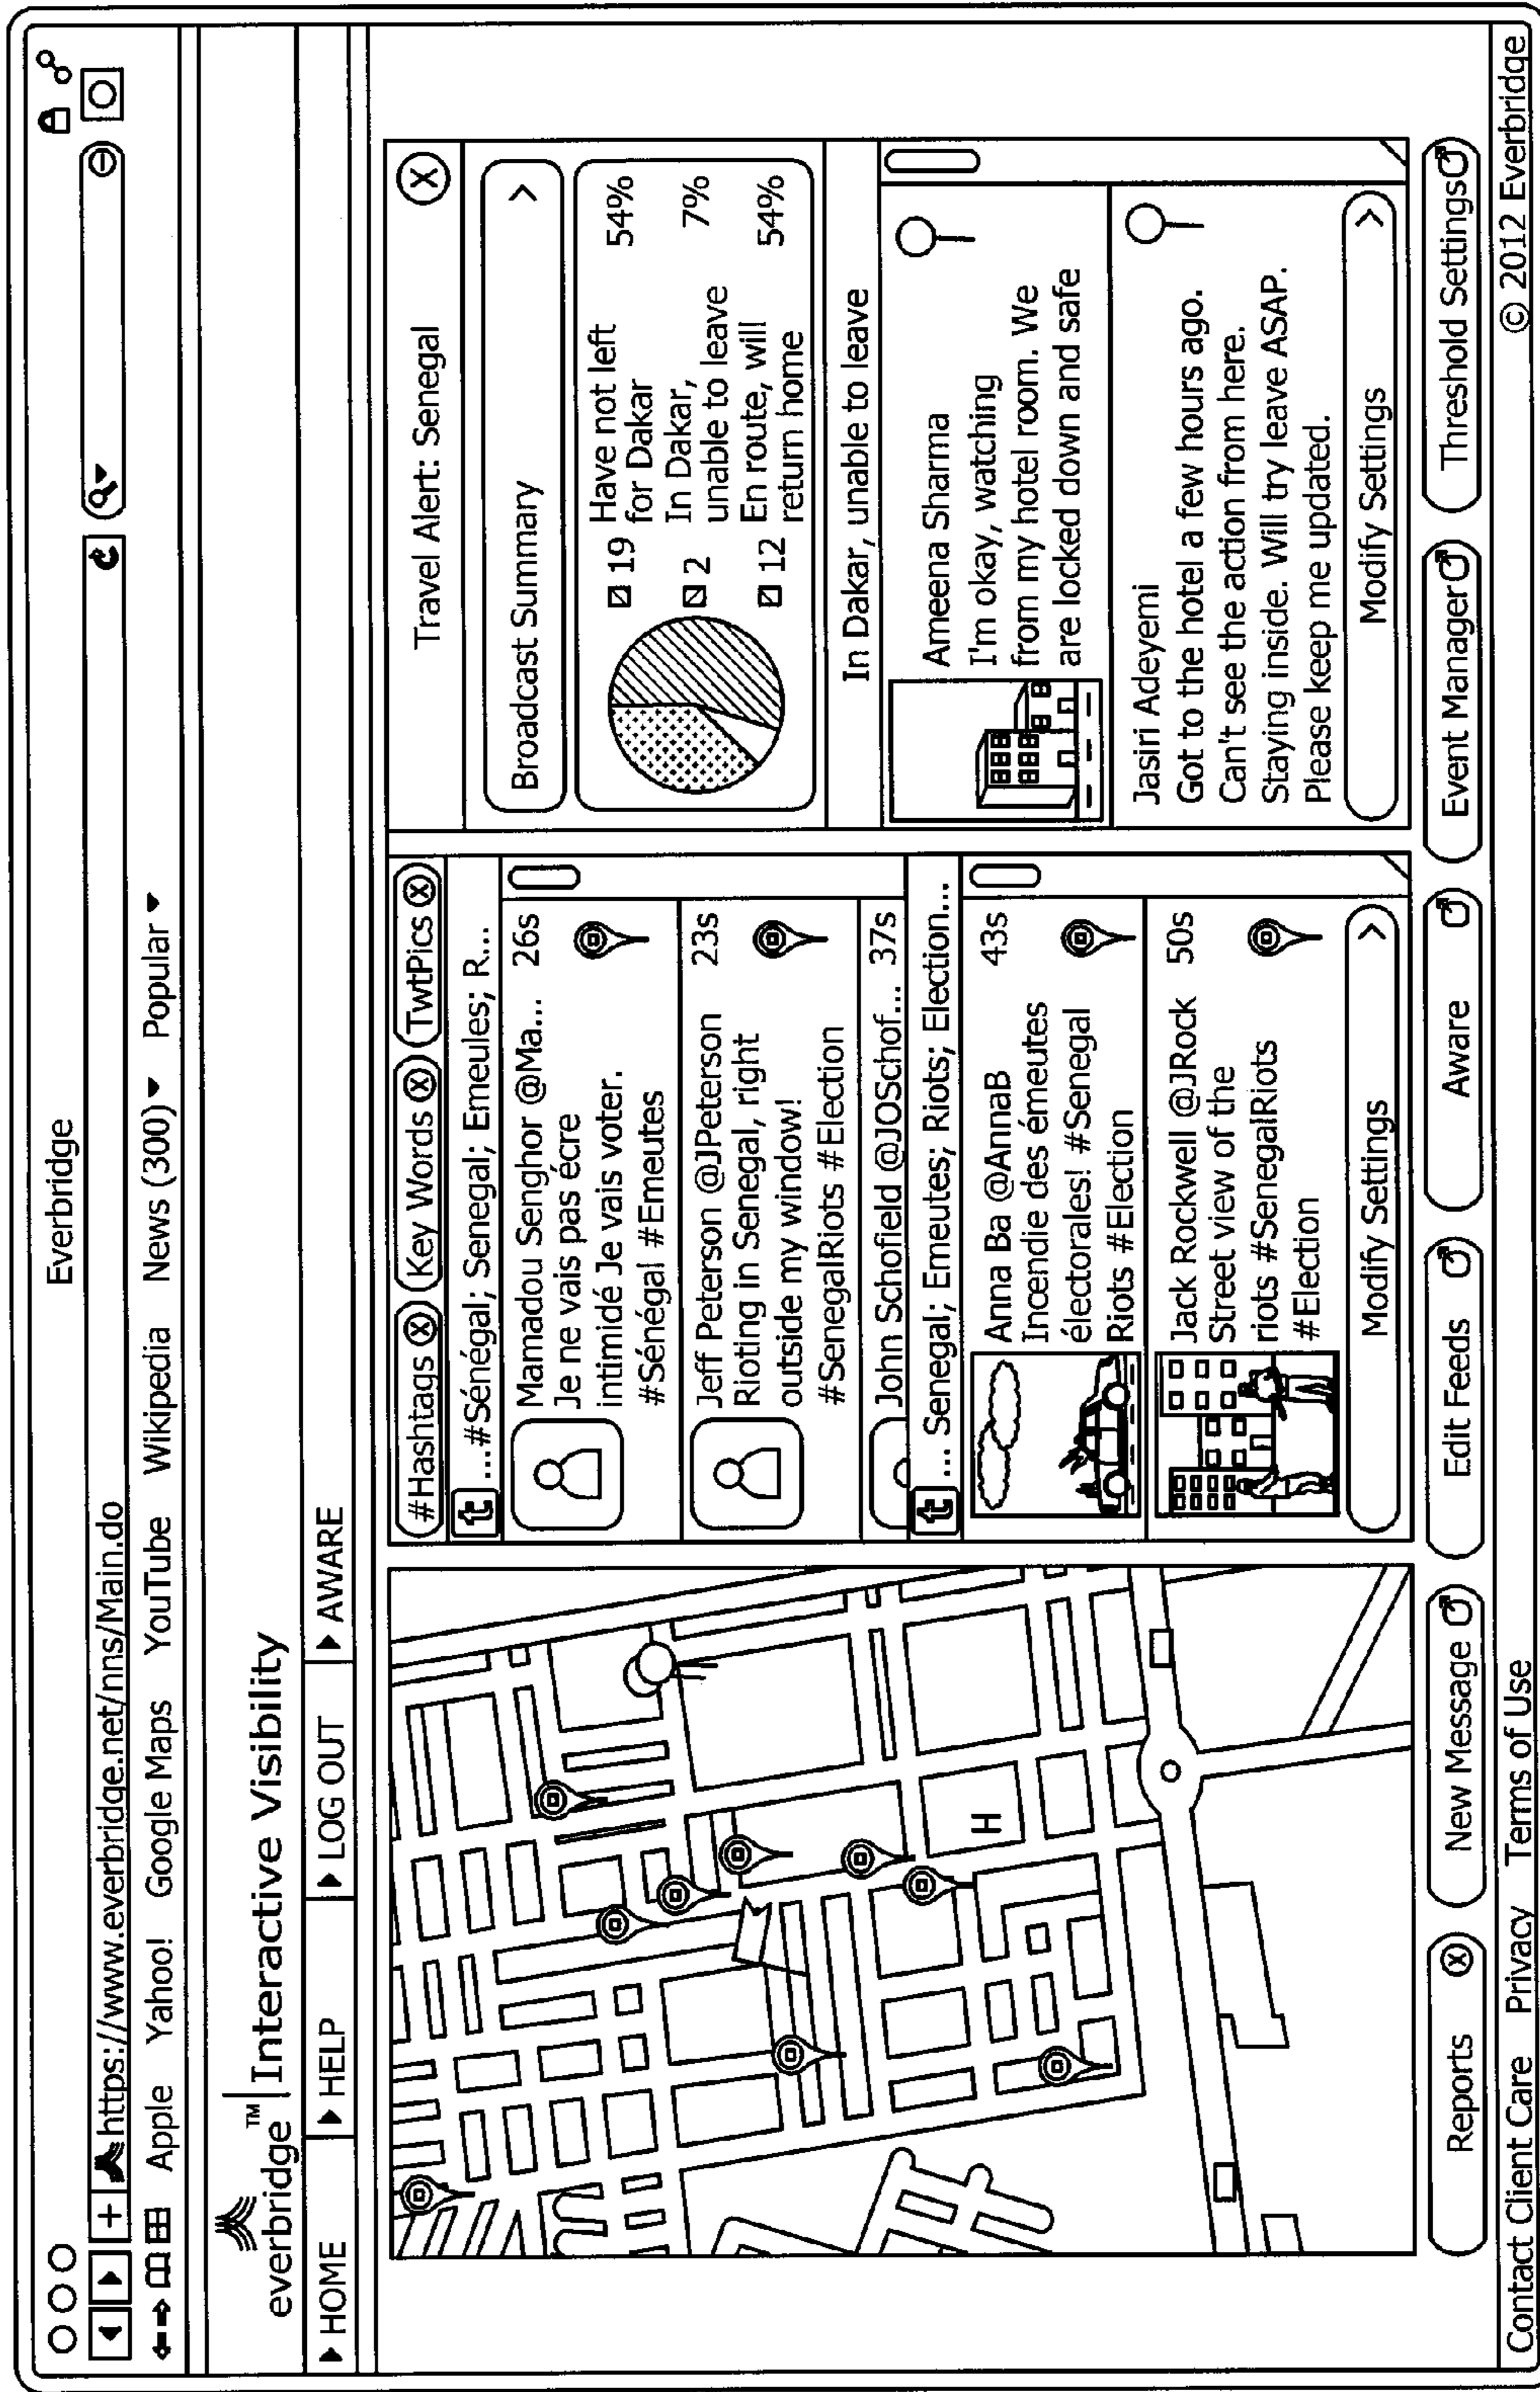 Everbridge
https://www.everbridge.net/nns/Main.do
Apple Yahoo! Google Maps YouTube Wikipedia News (300) Popular
everbridge™ Interactive Visibility
HOME HELP LOG OUT AWARE
H
#Hashtags Key Words TwtPics
t ...#Sénégal; Senegal; Emeules; R...
Mamadou Senghor @Ma... 26s
Je ne vais pas écre
intimidé Je vais voter.
#Sénégal #Emeutes
Jeff Peterson @JPeterson 23s
Rioting in Senegal, right
outside my window!
#SenegalRiots #Election
John Schofield @JOSchof... 37s
t ... Senegal; Emeutes; Riots; Election...
Anna Ba @AnnaB 43s
Incendie des émeutes
électorales! #Senegal
Riots #Election
Jack Rockwell @JRock 50s
Street view of the
riots #SenegalRiots
#Election
Modify Settings
Travel Alert: Senegal
Broadcast Summary
19 Have not left 54%
for Dakar
2 In Dakar, 7%
unable to leave
12 En route, will 54%
return home
In Dakar, unable to leave
Ameena Sharma
I'm okay, watching
from my hotel room. We
are locked down and safe
Jasiri Adeyemi
Got to the hotel a few hours ago.
Can't see the action from here.
Staying inside. Will try leave ASAP.
Please keep me updated.
Modify Settings
Reports New Message Edit Feeds Aware Event Manager Threshold Settings
Contact Client Care Privacy Terms of Use © 2012 Everbridge